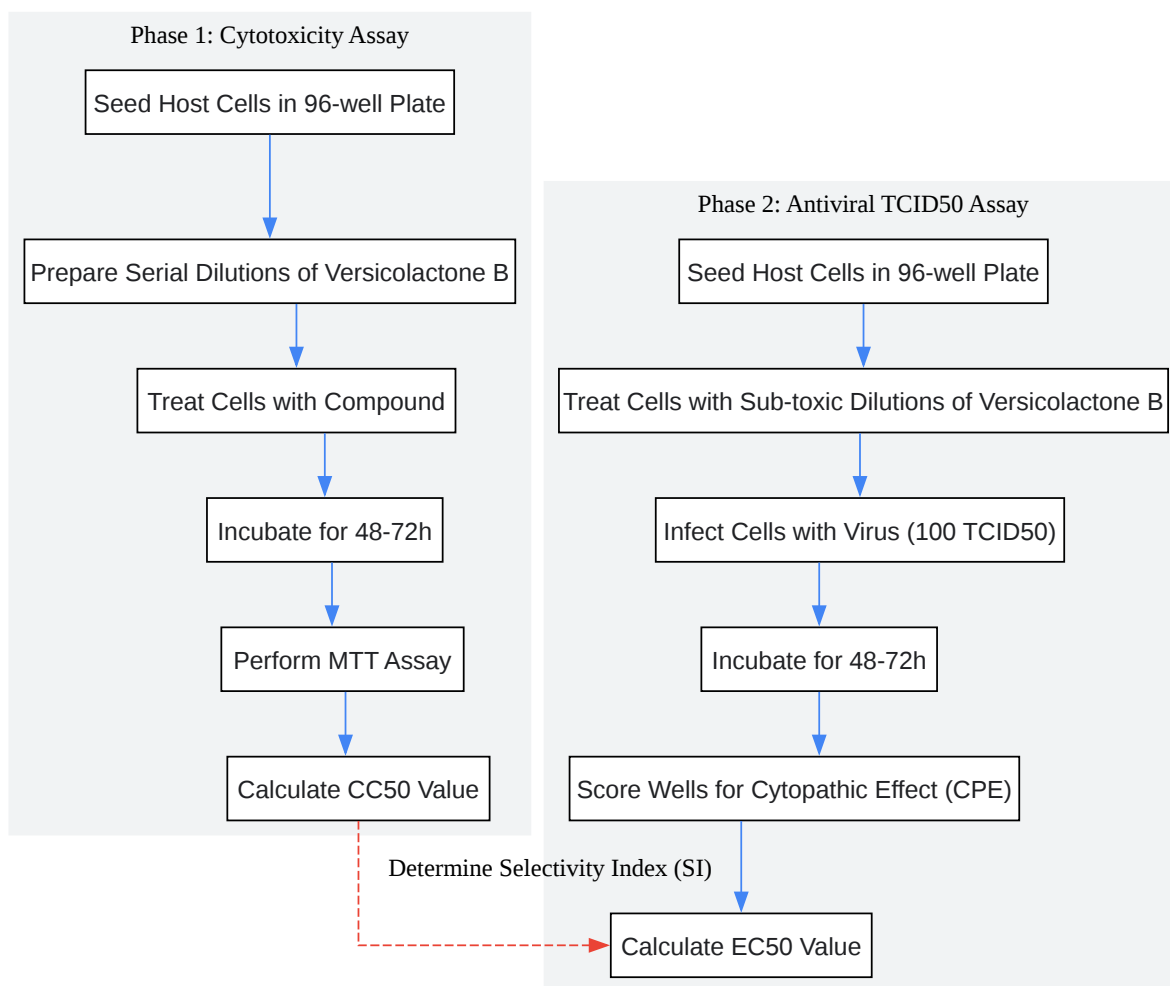 Phase 1: Cytotoxicity Assay
Seed Host Cells in 96-well Plate
Prepare Serial Dilutions of Versicolactone B
Treat Cells with Compound
Incubate for 48-72h
Perform MTT Assay
Calculate CC50 Value
Determine Selectivity Index (SI)
Phase 2: Antiviral TCID50 Assay
Seed Host Cells in 96-well Plate
Treat Cells with Sub-toxic Dilutions of Versicolactone B
Infect Cells with Virus (100 TCID50)
Incubate for 48-72h
Score Wells for Cytopathic Effect (CPE)
Calculate EC50 Value